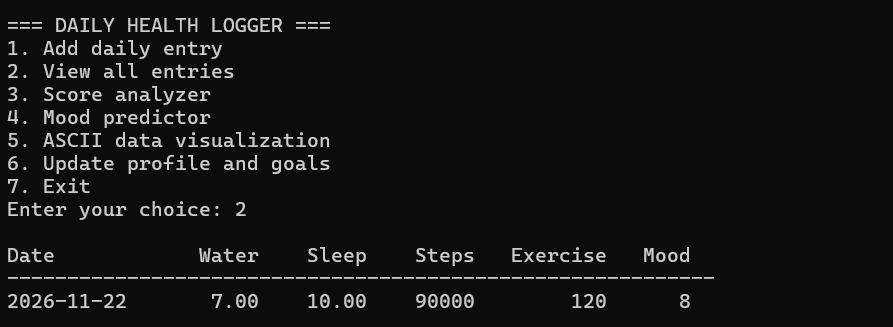 === DAILY HEALTH LOGGER ===
1. Add daily entry
2. View all entries
3. Score analyzer
4. Mood predictor
5. ASCII data visualization
6. Update profile and goals
7. Exit
Enter your choice: 2

Date            Water    Sleep    Steps   Exercise   Mood
-----------------------------------------------------------
2026-11-22       7.00    10.00    90000        120      8